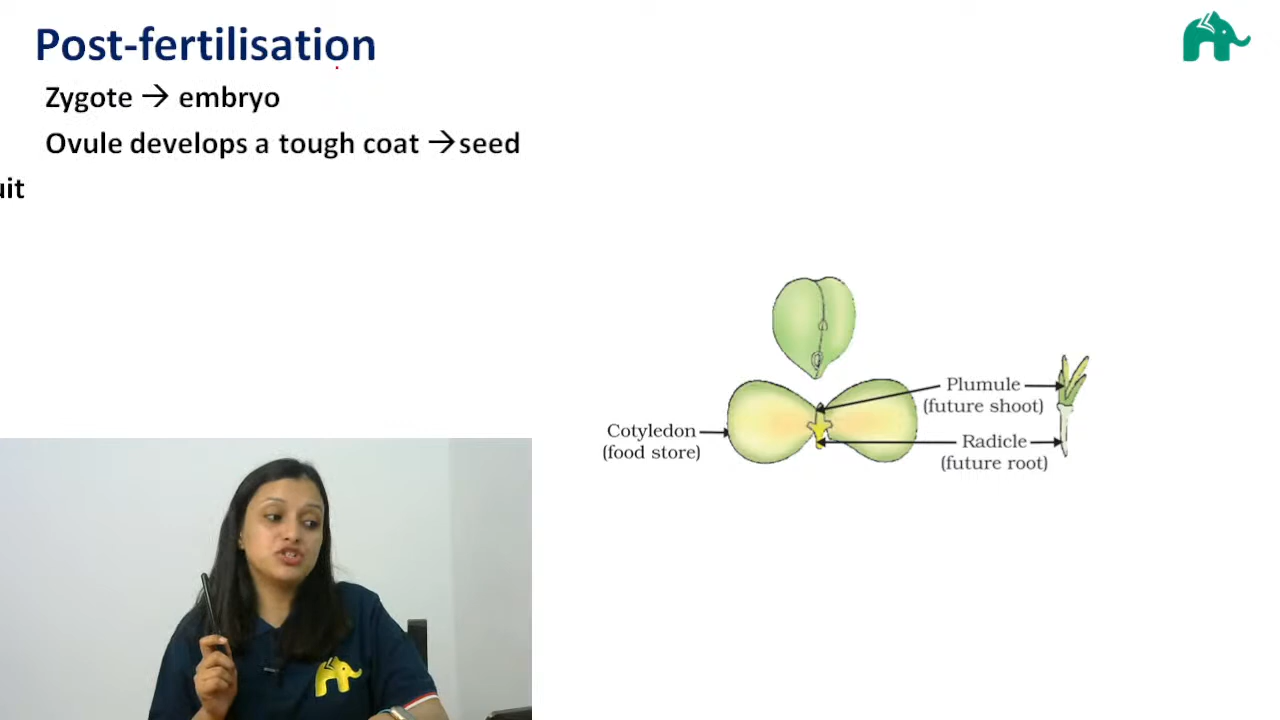 Post-fertilisation
Zygote → embryo
Ovule develops a tough coat →seed
uit
Plumule
(future shoot)
Cotyledon
(food store)
Radicle
(future root)